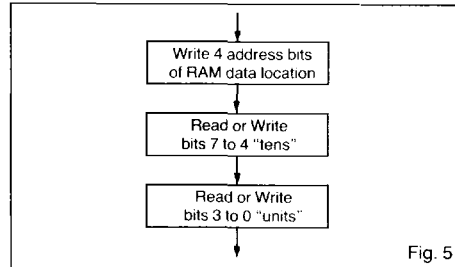 Write 4 address bits
of RAM data location
Read or Write
bits 7 to 4 "tens"
Read or Write
bits 3 to 0 "units"
Fig. 5